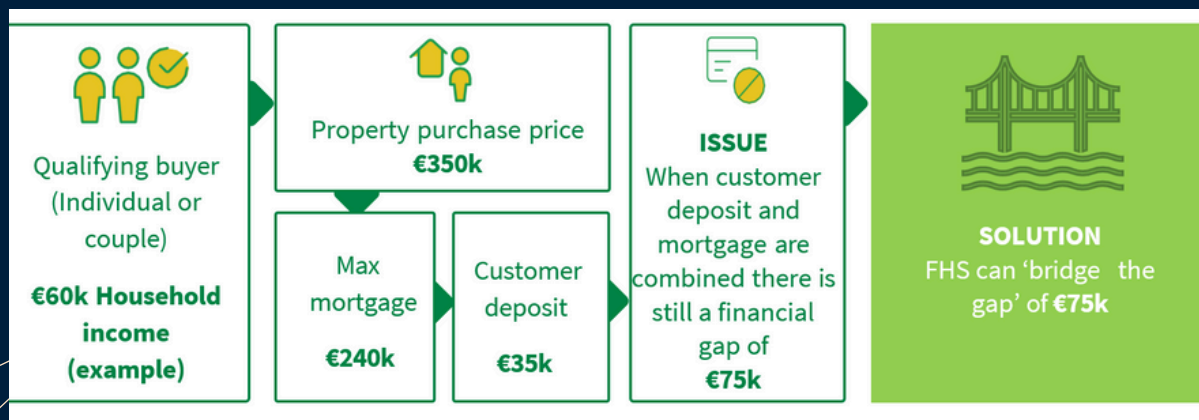 Qualifying buyer
(Individual or
couple)
€60k Household
income
(example)
Property purchase price
€350k
Max
mortgage
€240k
Customer
deposit
€35k
ISSUE
When customer
deposit and
mortgage are
combined there is
still a financial
gap of
€75k
SOLUTION
FHS can ‘bridge the
gap’ of €75k